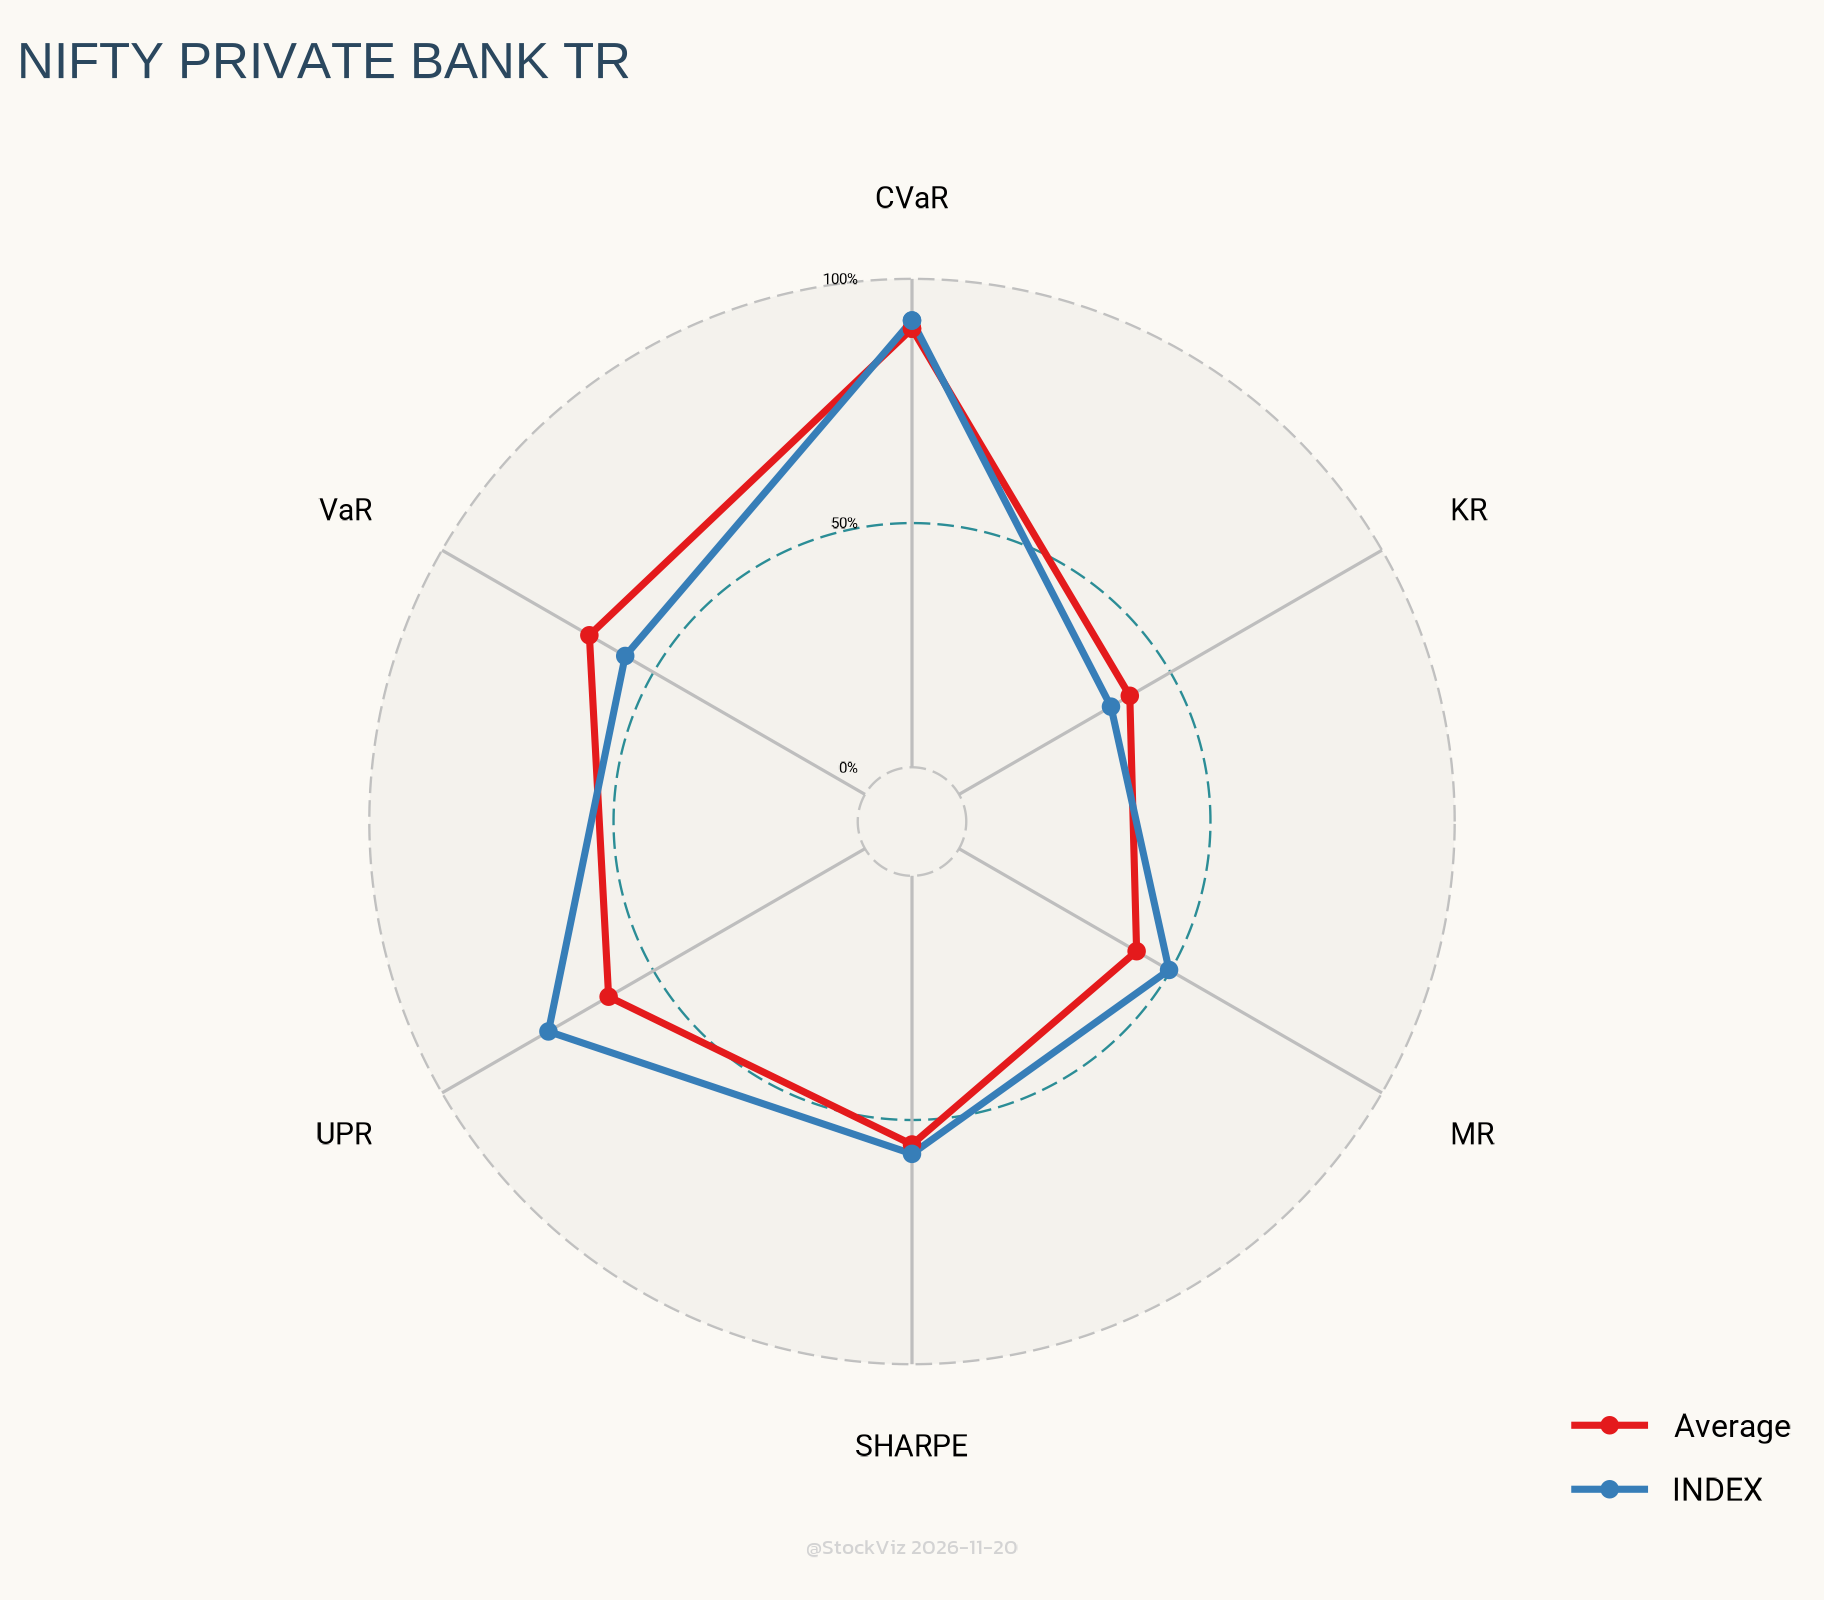 NIFTY PRIVATE BANK TR
CVaR
100%
VaR
50%
KR
0%
UPR
MR
SHARPE
Average
INDEX
@StockViz 2026-11-20